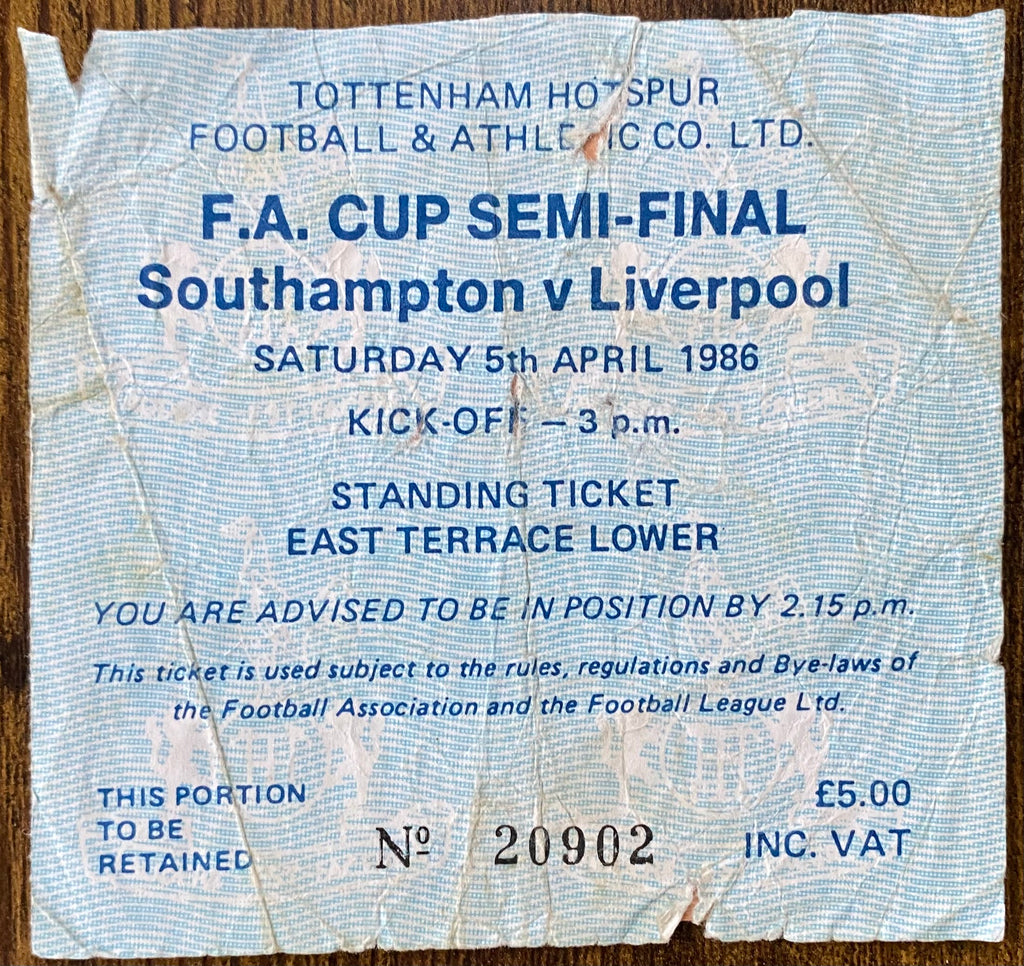 TOTTENHAM HOTSPUR
FOOTBALL & ATHLETIC CO. LTD.
F.A. CUP SEMI-FINAL
Southampton v Liverpool
SATURDAY 5th APRIL 1986
KICK-OFF – 3 p.m.
STANDING TICKET
EAST TERRACE LOWER
YOU ARE ADVISED TO BE IN POSITION BY 2.15 p.m.
This ticket is used subject to the rules, regulations and Bye-laws of
the Football Association and the Football League Ltd.
THIS PORTION
TO BE
RETAINED
Nº 20902
£5.00
INC. VAT